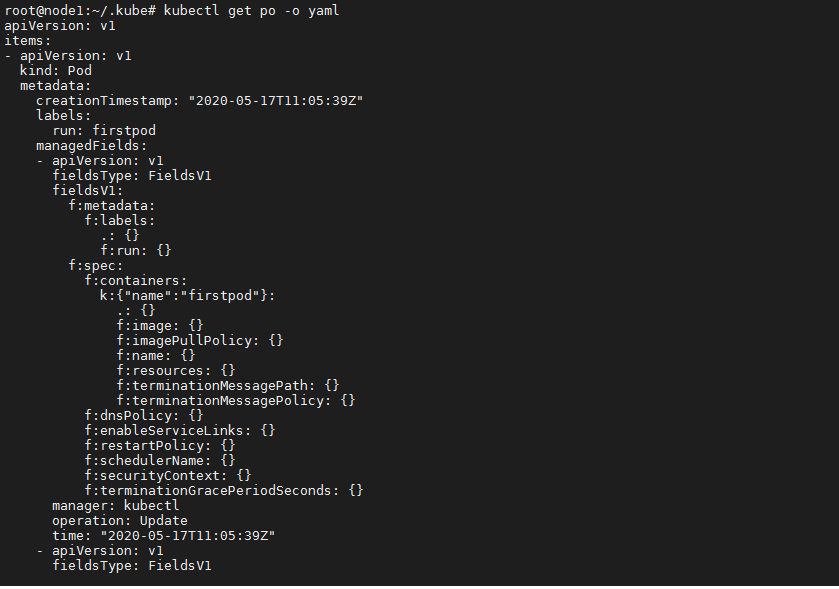 root@node1:~/.kube# kubectl get po -o yaml
apiVersion: v1
items:
- apiVersion: v1
  kind: Pod
  metadata:
    creationTimestamp: "2020-05-17T11:05:39Z"
    labels:
      run: firstpod
    managedFields:
    - apiVersion: v1
      fieldsType: FieldsV1
      fieldsV1:
        f:metadata:
          f:labels:
            .: {}
            f:run: {}
        f:spec:
          f:containers:
            k:{"name":"firstpod"}:
              .: {}
              f:image: {}
              f:imagePullPolicy: {}
              f:name: {}
              f:resources: {}
              f:terminationMessagePath: {}
              f:terminationMessagePolicy: {}
          f:dnsPolicy: {}
          f:enableServiceLinks: {}
          f:restartPolicy: {}
          f:schedulerName: {}
          f:securityContext: {}
          f:terminationGracePeriodSeconds: {}
      manager: kubectl
      operation: Update
      time: "2020-05-17T11:05:39Z"
    - apiVersion: v1
      fieldsType: FieldsV1